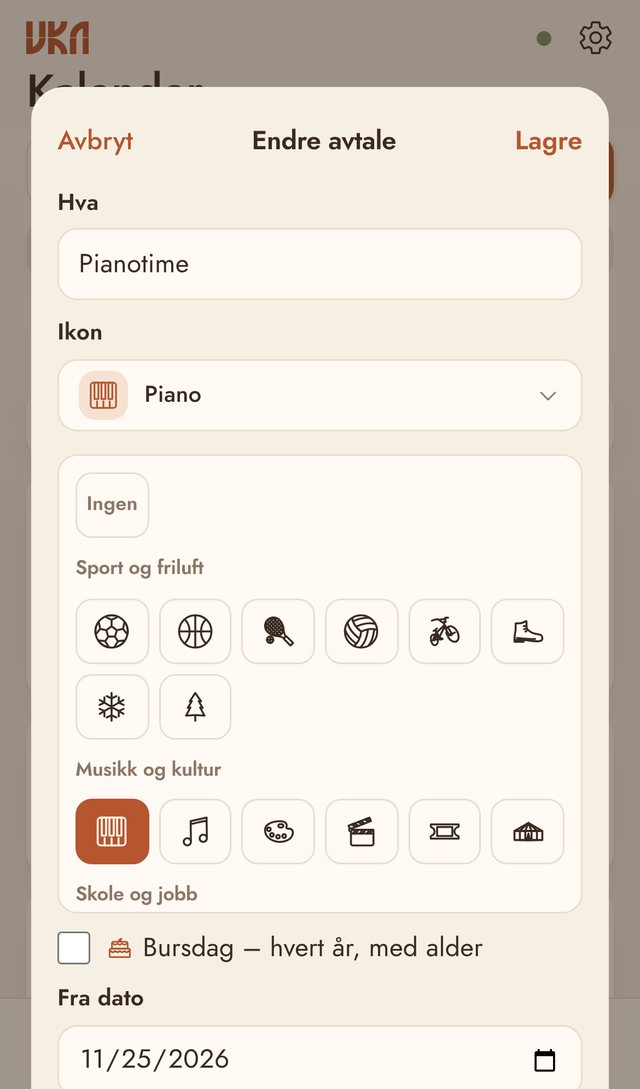 UKA
Kalender
Avbryt
Endre avtale
Lagre
Hva
Pianotime
Ikon
Piano
Ingen
Sport og friluft
Musikk og kultur
Skole og jobb
Bursdag – hvert år, med alder
Fra dato
11/25/2026